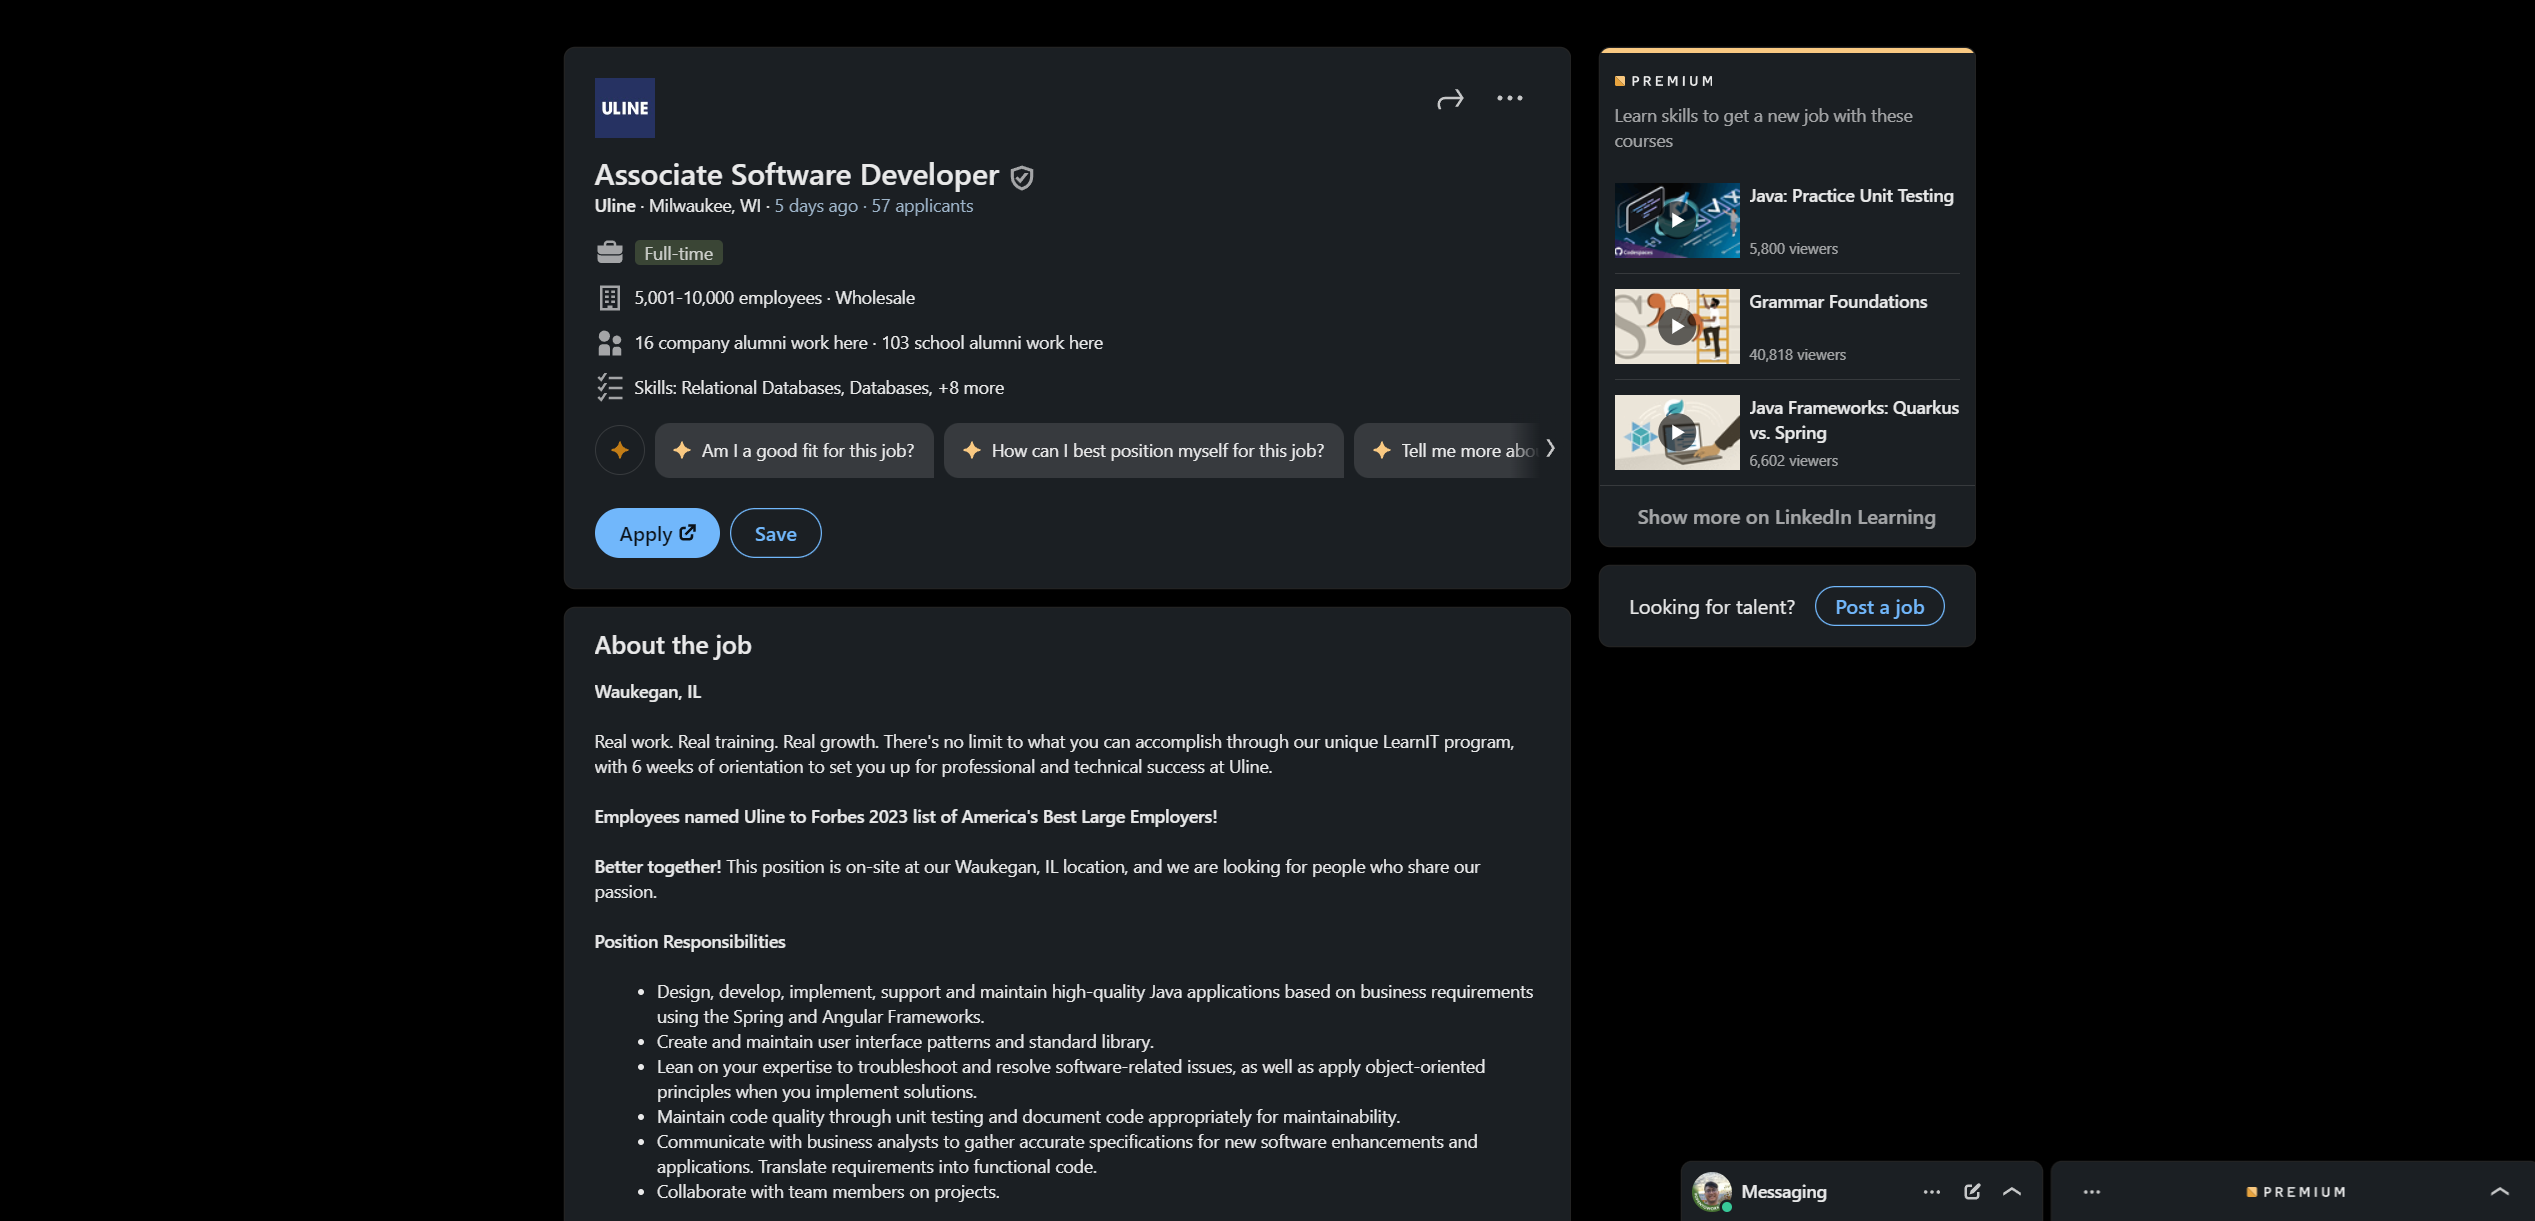 ULINE
Associate Software Developer
Uline · Milwaukee, WI · 5 days ago · 57 applicants
Full-time
5,001-10,000 employees · Wholesale
16 company alumni work here · 103 school alumni work here
Skills: Relational Databases, Databases, +8 more
Am I a good fit for this job?
How can I best position myself for this job?
Tell me more abo
Apply
Save
About the job
Waukegan, IL
Real work. Real training. Real growth. There's no limit to what you can accomplish through our unique LearnIT program,
with 6 weeks of orientation to set you up for professional and technical success at Uline.
Employees named Uline to Forbes 2023 list of America's Best Large Employers!
Better together! This position is on-site at our Waukegan, IL location, and we are looking for people who share our
passion.
Position Responsibilities
• Design, develop, implement, support and maintain high-quality Java applications based on business requirements
using the Spring and Angular Frameworks.
• Create and maintain user interface patterns and standard library.
• Lean on your expertise to troubleshoot and resolve software-related issues, as well as apply object-oriented
principles when you implement solutions.
• Maintain code quality through unit testing and document code appropriately for maintainability.
• Communicate with business analysts to gather accurate specifications for new software enhancements and
applications. Translate requirements into functional code.
• Collaborate with team members on projects.
PREMIUM
Learn skills to get a new job with these
courses
Java: Practice Unit Testing
5,800 viewers
Codespaces
Grammar Foundations
40,818 viewers
Java Frameworks: Quarkus
vs. Spring
6,602 viewers
Show more on LinkedIn Learning
Looking for talent?
Post a job
Messaging
PREMIUM